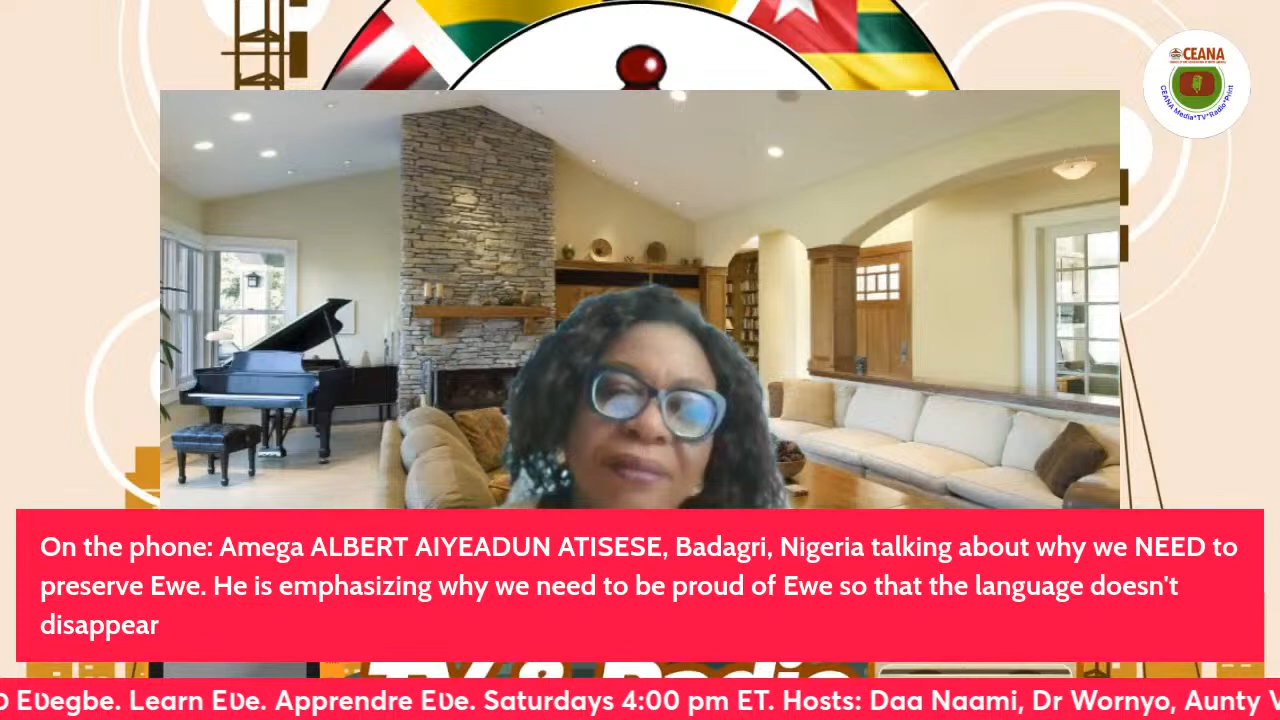 CEANA
CEANA Media*TV*Radio*Print
On the phone: Amega ALBERT AIYEADUN ATISESE, Badagri, Nigeria talking about why we NEED to
preserve Ewe. He is emphasizing why we need to be proud of Ewe so that the language doesn't
disappear
TV & Radio
Eʋegbe. Learn Eʋe. Apprendre Eʋe. Saturdays 4:00 pm ET. Hosts: Daa Naami, Dr Wornyo, Aunty